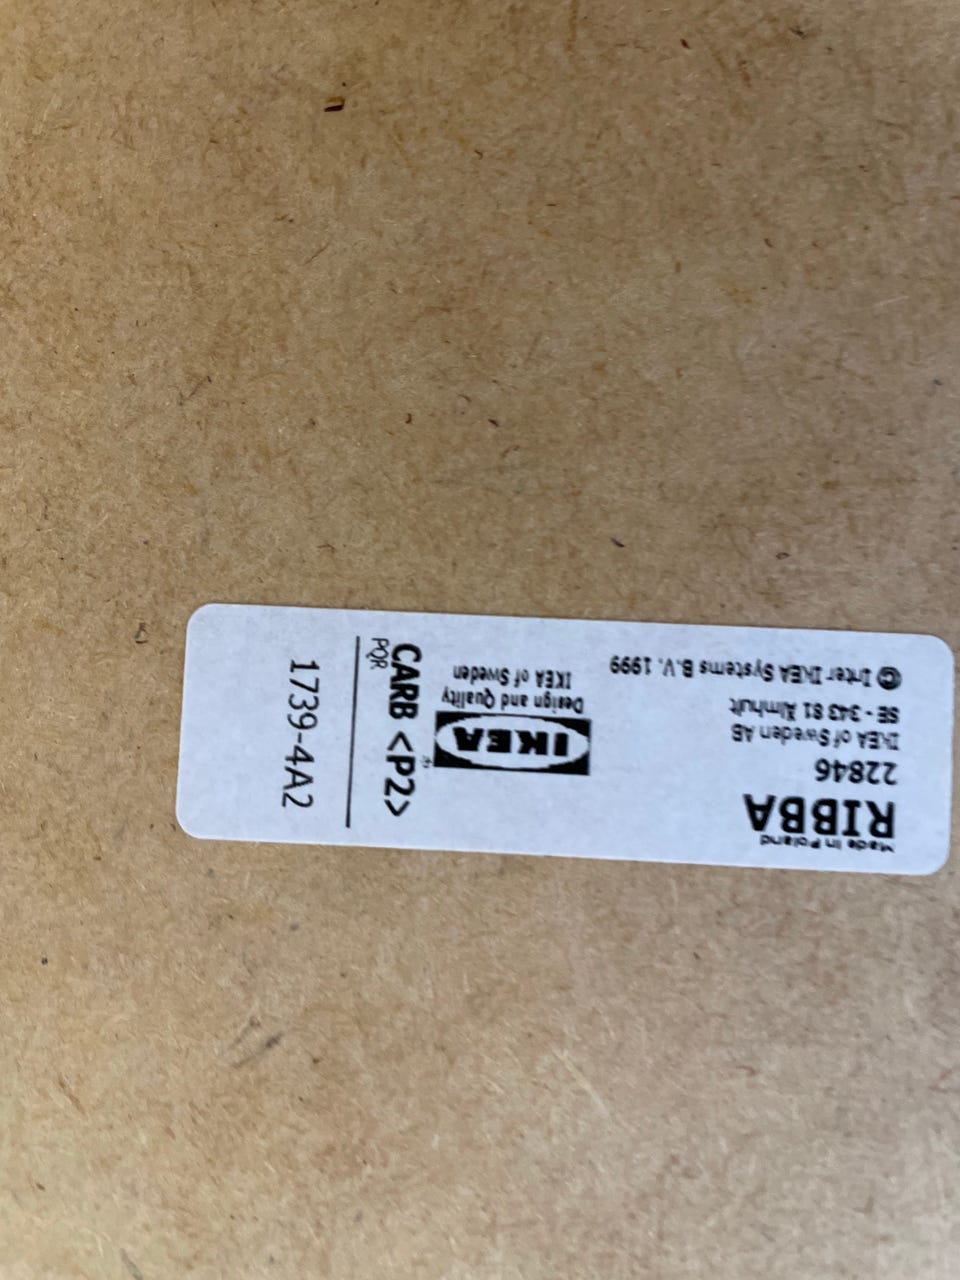 Made in Poland
RIBBA
22846
IKEA of Sweden AB
SE - 343 81 Älmhult
© Inter IKEA Systems B.V. 1999
IKEA
Design and Quality
IKEA of Sweden
CARB <P2>
PQR
1739-4A2